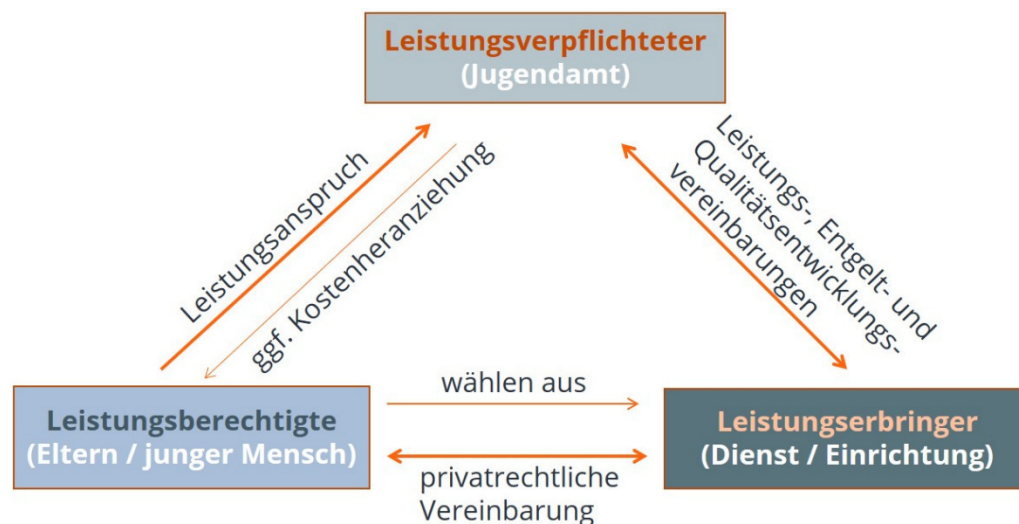 Leistungsverpflichteter
(Jugendamt)
Leistungsanspruch
ggf. Kostenheranziehung
Leistungs-, Entgelt- und
Qualitätsentwicklungs-
vereinbarungen
Leistungsberechtigte
(Eltern / junger Mensch)
wählen aus
privatrechtliche
Vereinbarung
Leistungserbringer
(Dienst / Einrichtung)